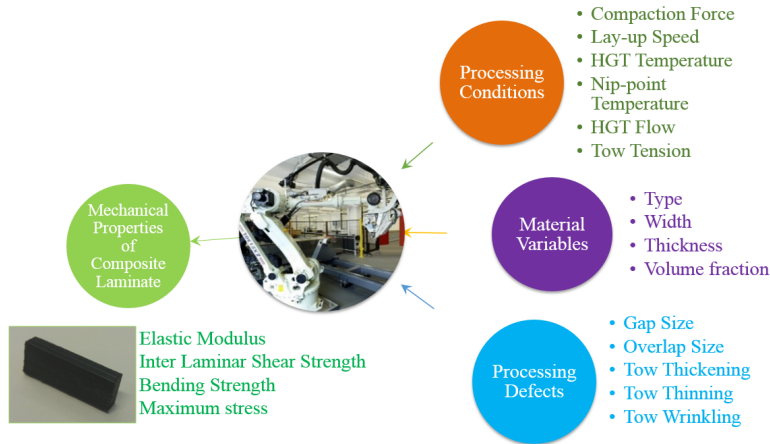 Processing
Conditions
• Compaction Force
• Lay-up Speed
• HGT Temperature
• Nip-point
Temperature
• HGT Flow
• Tow Tension
Mechanical
Properties
of
Composite
Laminate
Material
Variables
• Type
• Width
• Thickness
• Volume fraction
Elastic Modulus
Inter Laminar Shear Strength
Bending Strength
Maximum stress
Processing
Defects
• Gap Size
• Overlap Size
• Tow Thickening
• Tow Thinning
• Tow Wrinkling